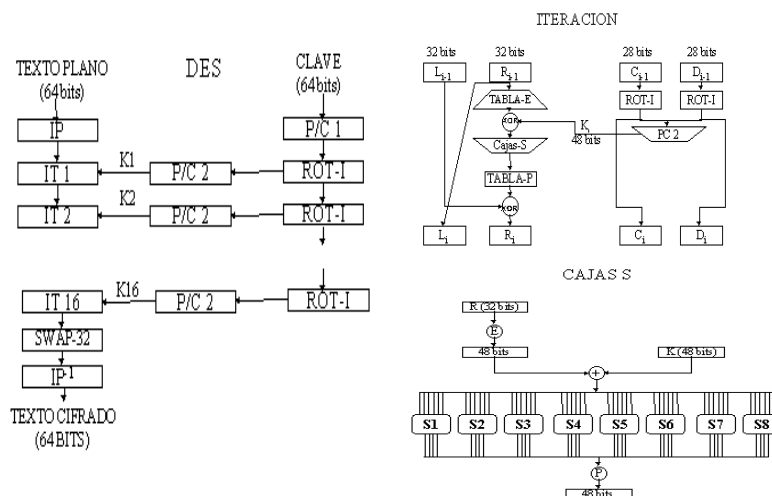 DES
TEXTO PLANO
(64bits)
CLAVE
(64bits)
IP
P/C 1
IT 1
K1
P/C 2
ROT-I
IT 2
K2
P/C 2
ROT-I
IT 16
K16
P/C 2
ROT-I
SWAP-32
IP-1
TEXTO CIFRADO
(64BITS)
ITERACION
32 bits
32 bits
28 bits
28 bits
Li-1
Ri-1
Ci-1
Di-1
TABLA-E
ROT-I
ROT-I
XOR
Ki
48 bits
PC 2
Cajas-S
TABLA-P
XOR
Li
Ri
Ci
Di
CAJAS S
R (32 bits)
E
48 bits
K (48 bits)
+
S1
S2
S3
S4
S5
S6
S7
S8
P
48 bits